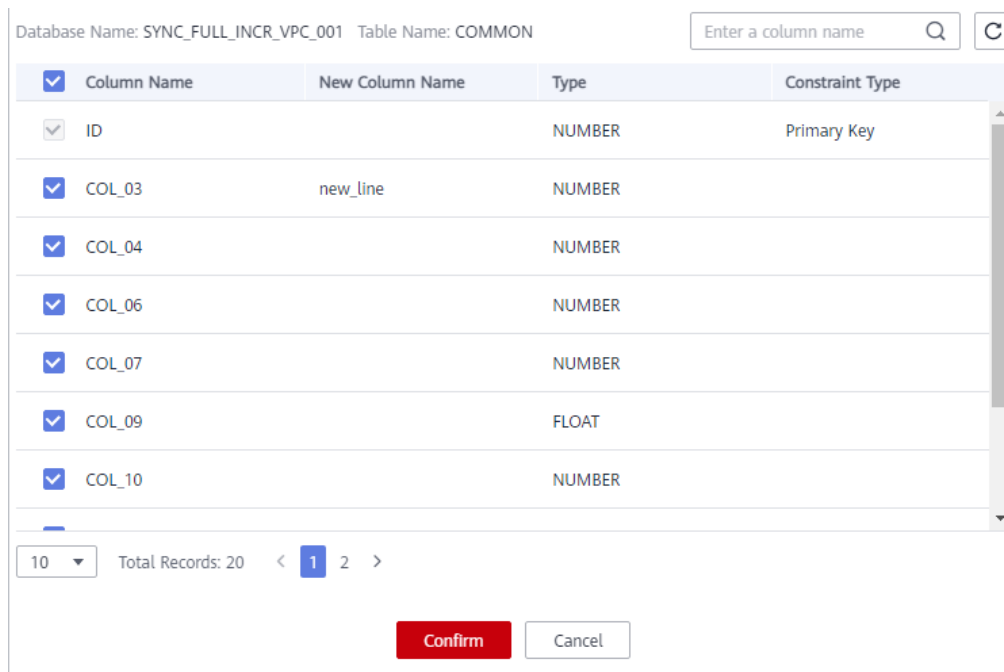 Database Name: SYNC_FULL_INCR_VPC_001 Table Name: COMMON Enter a column name
Column Name New Column Name Type Constraint Type
ID NUMBER Primary Key
COL_03 new_line NUMBER
COL_04 NUMBER
COL_06 NUMBER
COL_07 NUMBER
COL_09 FLOAT
COL_10 NUMBER
10 Total Records: 20 < 1 2 >
Confirm Cancel